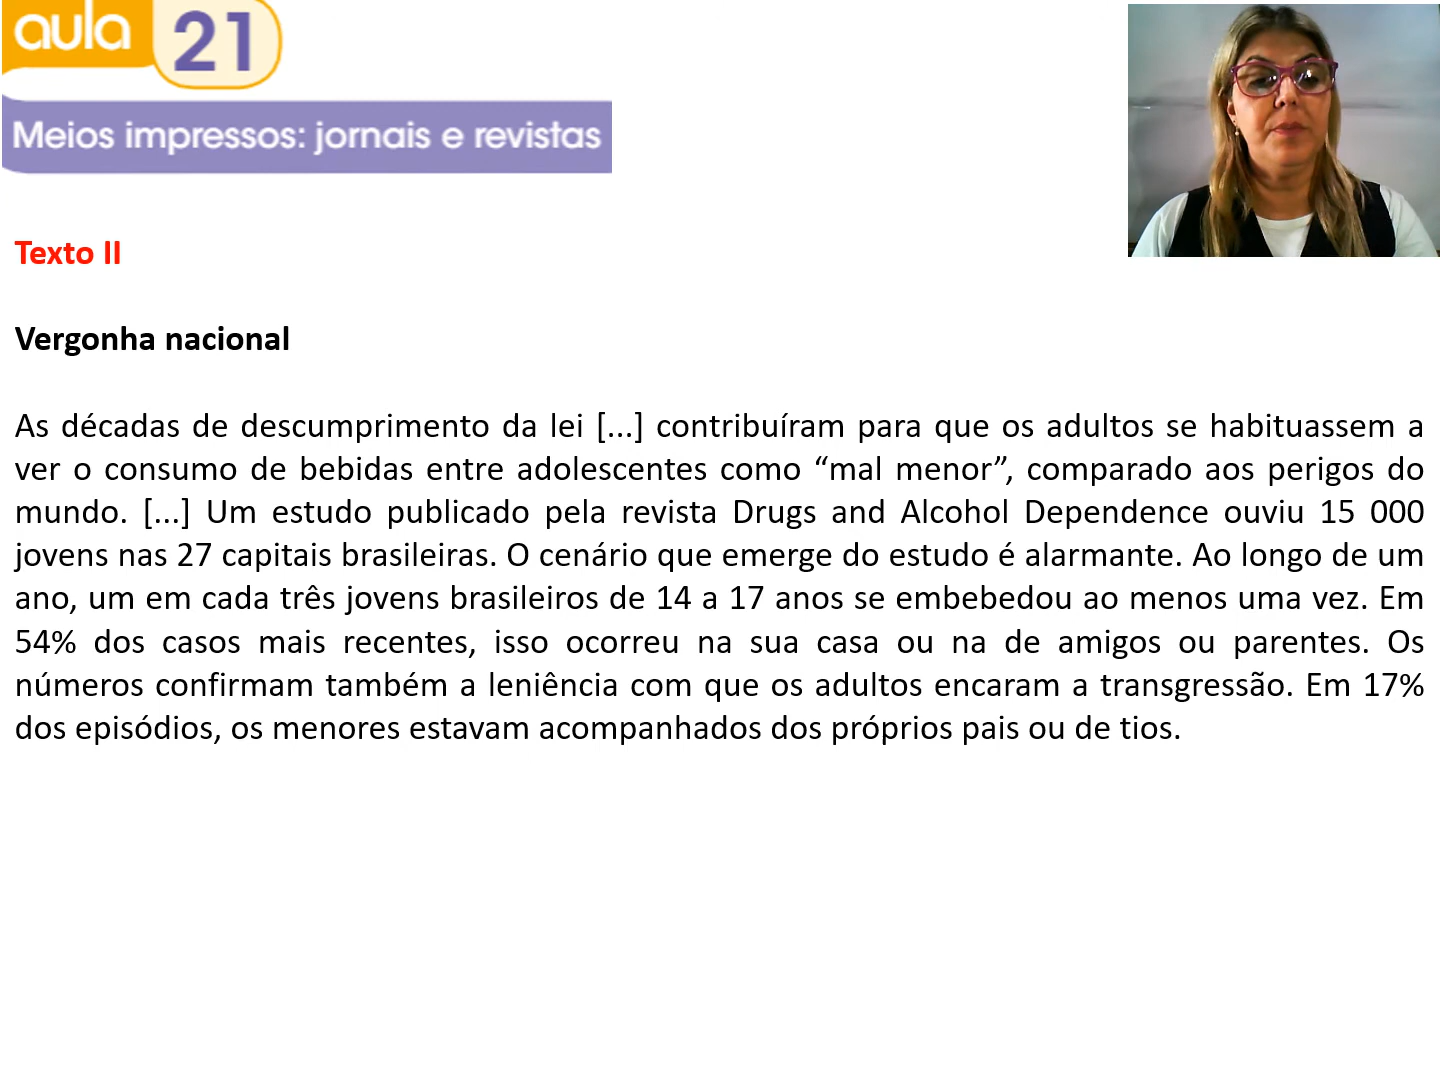 aula 21
Meios impressos: jornais e revistas
Texto II
Vergonha nacional
As décadas de descumprimento da lei [...] contribuíram para que os adultos se habituassem a
ver o consumo de bebidas entre adolescentes como “mal menor”, comparado aos perigos do
mundo. [...] Um estudo publicado pela revista Drugs and Alcohol Dependence ouviu 15 000
jovens nas 27 capitais brasileiras. O cenário que emerge do estudo é alarmante. Ao longo de um
ano, um em cada três jovens brasileiros de 14 a 17 anos se embebedou ao menos uma vez. Em
54% dos casos mais recentes, isso ocorreu na sua casa ou na de amigos ou parentes. Os
números confirmam também a leniência com que os adultos encaram a transgressão. Em 17%
dos episódios, os menores estavam acompanhados dos próprios pais ou de tios.